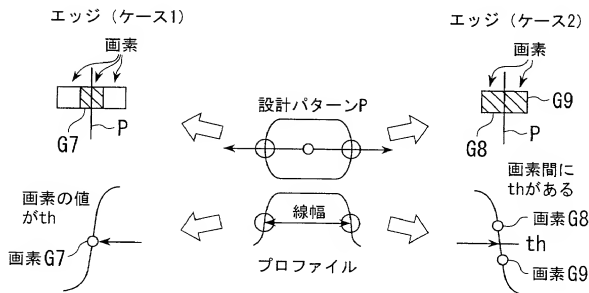 エッジ（ケース1）
エッジ（ケース2）
画素
画素
設計パターンP
G7
P
G9
G8
P
画素の値
がth
画素間に
thがある
線幅
画素G7
画素G8
th
画素G9
プロファイル